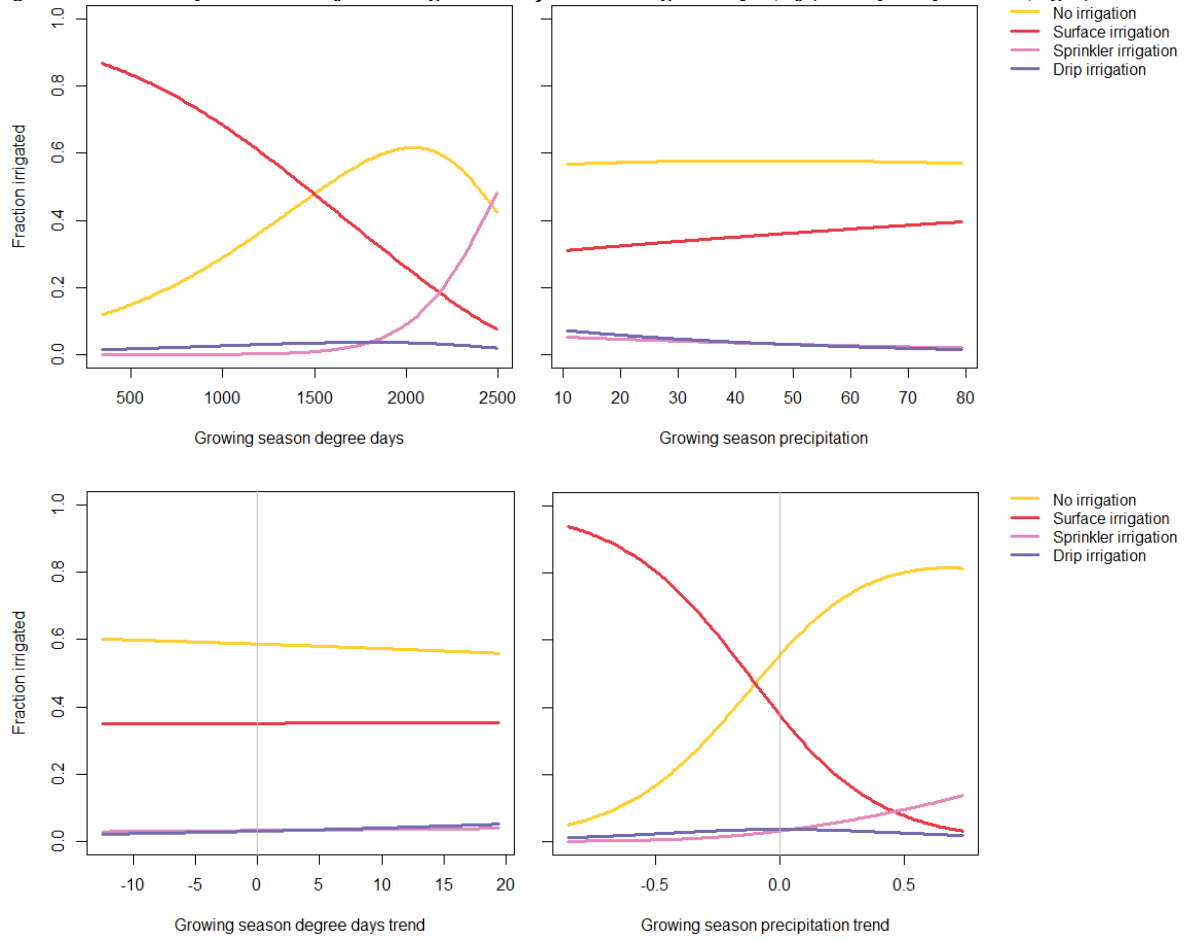 No irrigation
Surface irrigation
Sprinkler irrigation
Drip irrigation
Fraction irrigated
0.0 0.2 0.4 0.6 0.8 1.0
500 1000 1500 2000 2500
10 20 30 40 50 60 70 80
Growing season degree days
Growing season precipitation
No irrigation
Surface irrigation
Sprinkler irrigation
Drip irrigation
Fraction irrigated
0.0 0.2 0.4 0.6 0.8 1.0
-10 -5 0 5 10 15 20
-0.5 0.0 0.5
Growing season degree days trend
Growing season precipitation trend